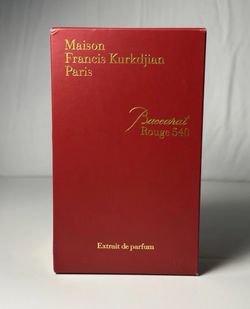 Maison
Francis Kurkdjian
Paris
Baccarat
Rouge 540
Extrait de parfum